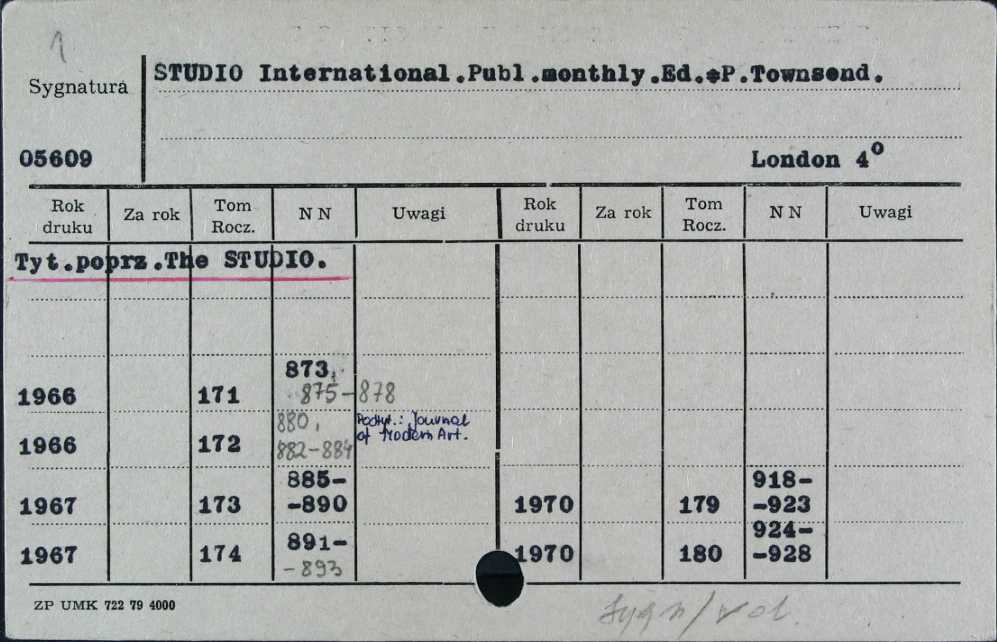 1
STUDIO International.Publ.monthly.Ed.P.Townsend.
Sygnatura
05609
London 4⁰
Rok druku Za rok Tom Rocz. N N Uwagi Rok druku Za rok Tom Rocz. N N Uwagi
Tyt.poprz.The STUDIO.
1966 171 873, 875-878
1966 172 880, 882-884 Podtyt.: Journal of Modern Art.
1967 173 885--890 1970 179 918--923
1967 174 891--893 1970 180 924--928
ZP UMK 722 79 4000
sygn/vol.